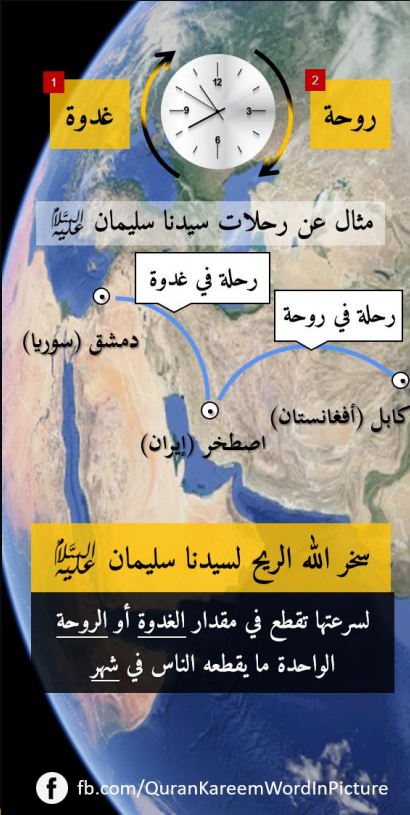 1
غدوة
2
روحة
12
3
6
9
مثال عن رحلات سيدنا سليمان عليه السلام
رحلة في غدوة
رحلة في روحة
دمشق (سوريا)
كابل (أفغانستان)
اصطخر (إيران)
سخر الله الريح لسيدنا سليمان عليه السلام
لسرعتها تقطع في مقدار الغدوة أو الروحة
الواحدة ما يقطعه الناس في شهر
f fb.com/QuranKareemWordInPicture